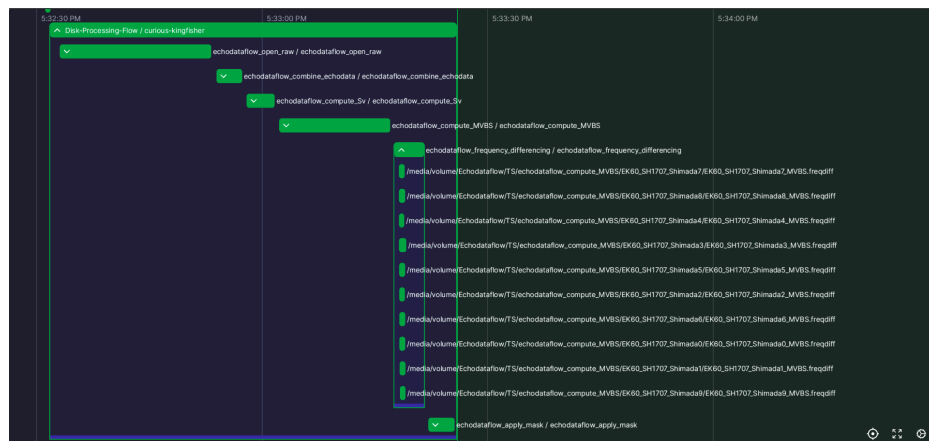 5:32:30 PM 5:33:00 PM 5:33:30 PM 5:34:00 PM
Disk-Processing-Flow / curious-kingfisher
echodataflow_open_raw / echodataflow_open_raw
echodataflow_combine_echodata / echodataflow_combine_echodata
echodataflow_compute_Sv / echodataflow_compute_Sv
echodataflow_compute_MVBS / echodataflow_compute_MVBS
echodataflow_frequency_differencing / echodataflow_frequency_differencing
/media/volume/Echodataflow/TS/echodataflow_compute_MVBS/EK60_SH1707_Shimada7/EK60_SH1707_Shimada7_MVBS.freqdiff
/media/volume/Echodataflow/TS/echodataflow_compute_MVBS/EK60_SH1707_Shimada8/EK60_SH1707_Shimada8_MVBS.freqdiff
/media/volume/Echodataflow/TS/echodataflow_compute_MVBS/EK60_SH1707_Shimada4/EK60_SH1707_Shimada4_MVBS.freqdiff
/media/volume/Echodataflow/TS/echodataflow_compute_MVBS/EK60_SH1707_Shimada3/EK60_SH1707_Shimada3_MVBS.freqdiff
/media/volume/Echodataflow/TS/echodataflow_compute_MVBS/EK60_SH1707_Shimada5/EK60_SH1707_Shimada5_MVBS.freqdiff
/media/volume/Echodataflow/TS/echodataflow_compute_MVBS/EK60_SH1707_Shimada2/EK60_SH1707_Shimada2_MVBS.freqdiff
/media/volume/Echodataflow/TS/echodataflow_compute_MVBS/EK60_SH1707_Shimada6/EK60_SH1707_Shimada6_MVBS.freqdiff
/media/volume/Echodataflow/TS/echodataflow_compute_MVBS/EK60_SH1707_Shimada0/EK60_SH1707_Shimada0_MVBS.freqdiff
/media/volume/Echodataflow/TS/echodataflow_compute_MVBS/EK60_SH1707_Shimada1/EK60_SH1707_Shimada1_MVBS.freqdiff
/media/volume/Echodataflow/TS/echodataflow_compute_MVBS/EK60_SH1707_Shimada9/EK60_SH1707_Shimada9_MVBS.freqdiff
echodataflow_apply_mask / echodataflow_apply_mask